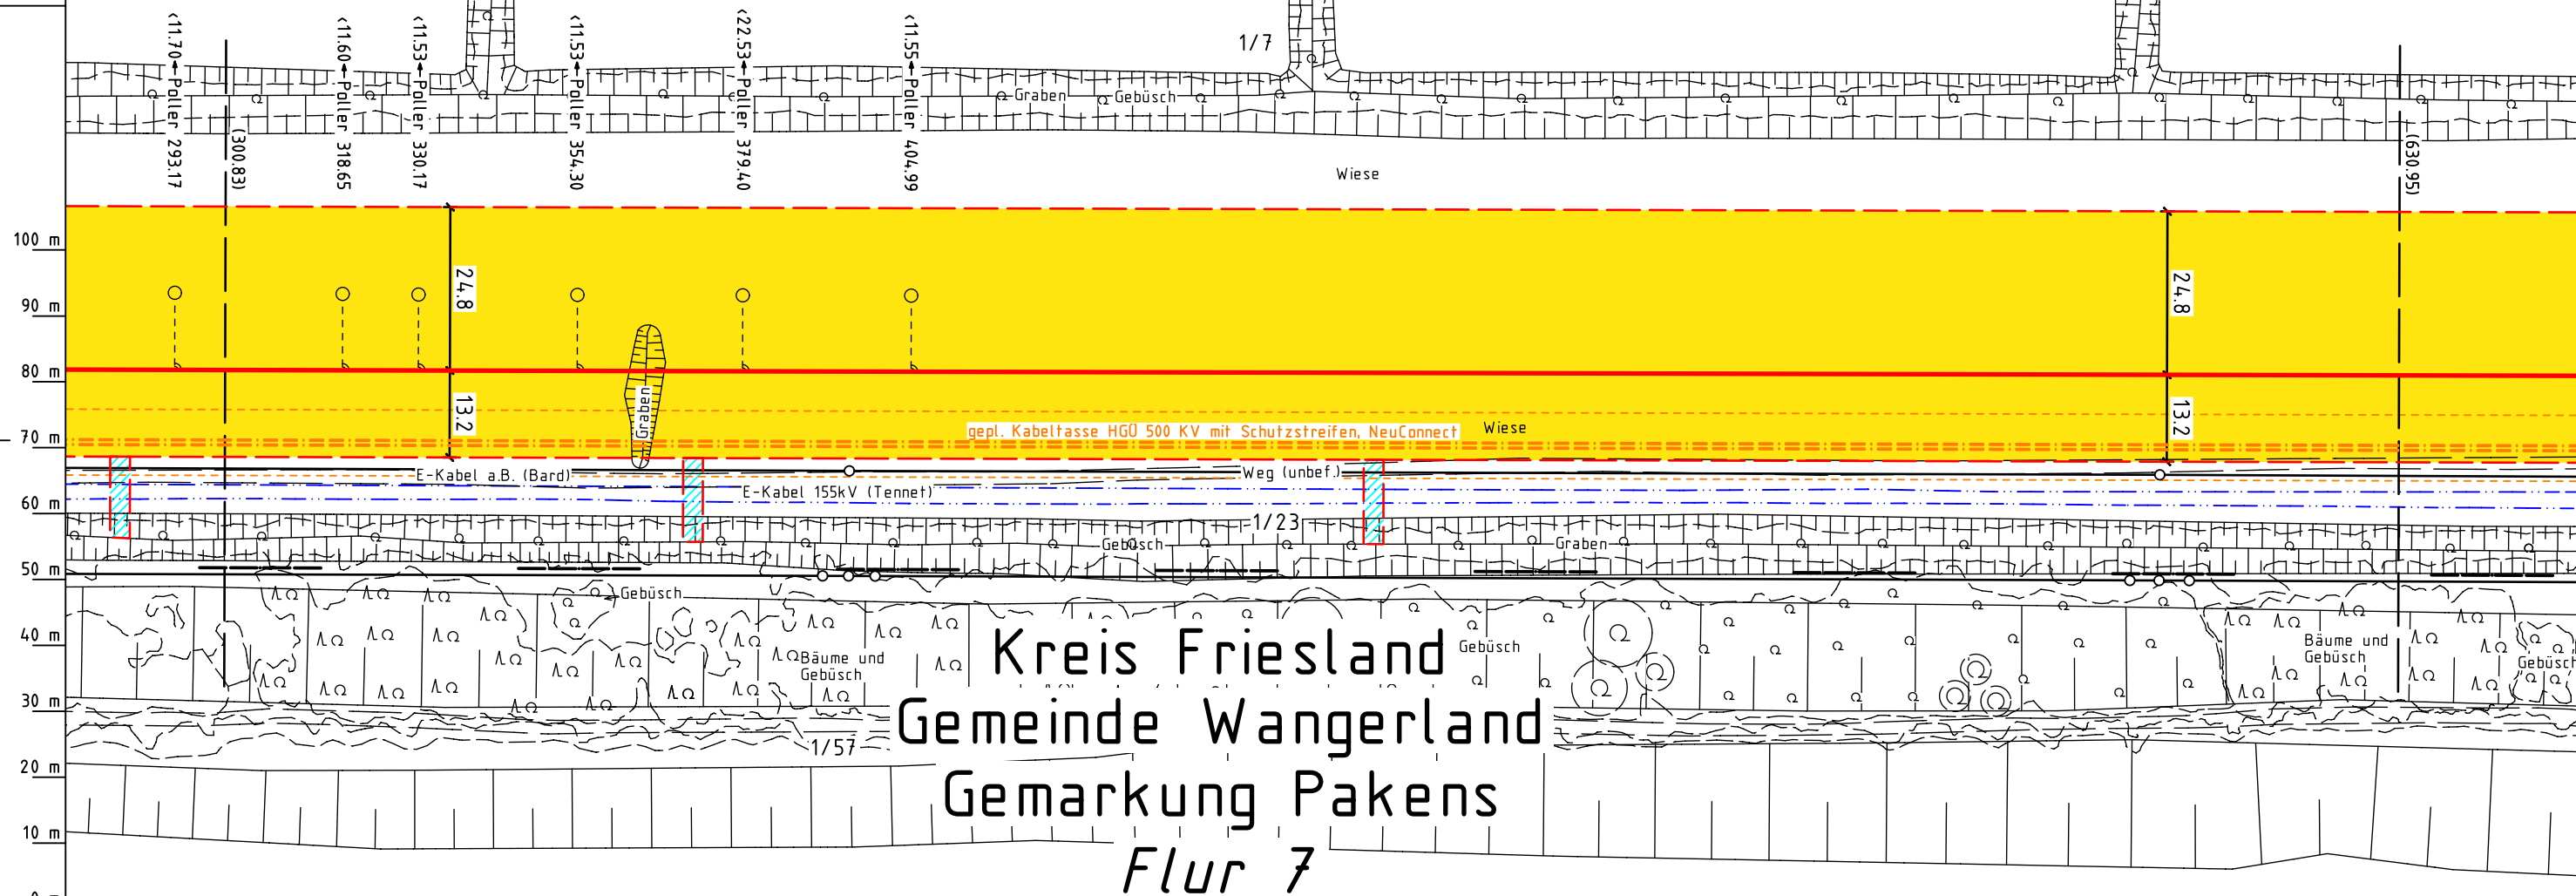 <11.70 Poller 293.17
(300.83)
<11.60 Poller 318.65
<11.53 Poller 330.17
<11.53 Poller 354.30
<22.53 Poller 379.40
<11.55 Poller 404.99
1/7
Graben
Gebüsch
Wiese
(630.95)
100 m
90 m
80 m
70 m
60 m
50 m
40 m
30 m
20 m
10 m
24.8
24.8
13.2
13.2
Graben
gepl. Kabeltasse HGÜ 500 KV mit Schutzstreifen, NeuConnect
Wiese
E-Kabel a.B. (Bard)
Weg (unbef.)
E-Kabel 155kV (Tennet)
1/23
Gebüsch
Graben
Gebüsch
Bäume und
Gebüsch
Gebüsch
Bäume und
Gebüsch
Gebüsch
Kreis Friesland
Gemeinde Wangerland
1/57
Gemarkung Pakens
Flur 7